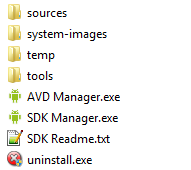 sources
system-images
temp
tools
AVD Manager.exe
SDK Manager.exe
SDK Readme.txt
uninstall.exe